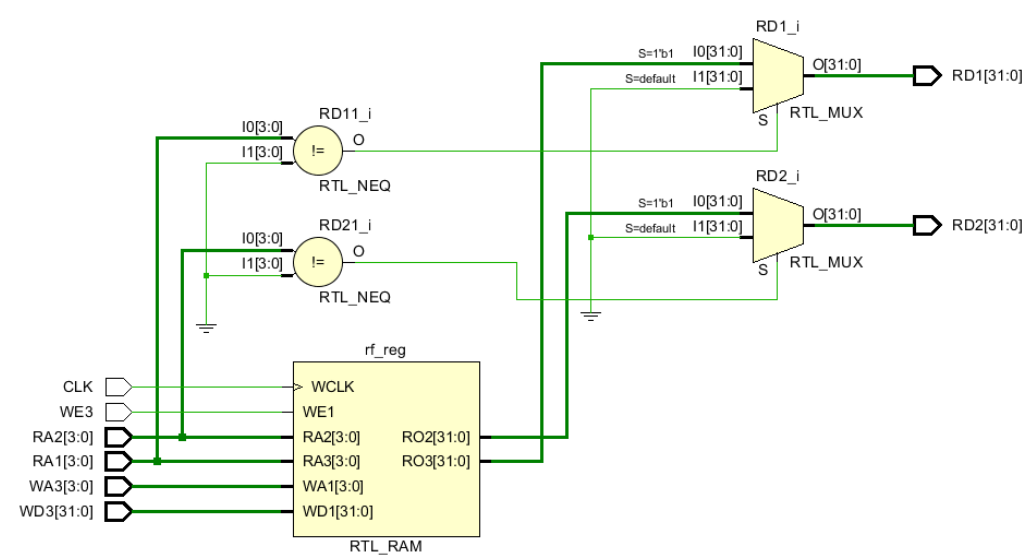 RD1_i
S=1'b1 I0[31:0] O[31:0] RD1[31:0]
S=default I1[31:0]
S RTL_MUX
RD11_i
I0[3:0] O
I1[3:0] !=
RTL_NEQ
RD2_i
S=1'b1 I0[31:0] O[31:0] RD2[31:0]
S=default I1[31:0]
S RTL_MUX
RD21_i
I0[3:0] O
I1[3:0] !=
RTL_NEQ
rf_reg
CLK WCLK
WE3 WE1
RA2[3:0] RA2[3:0] RO2[31:0]
RA1[3:0] RA3[3:0] RO3[31:0]
WA3[3:0] WA1[3:0]
WD3[31:0] WD1[31:0]
RTL_RAM